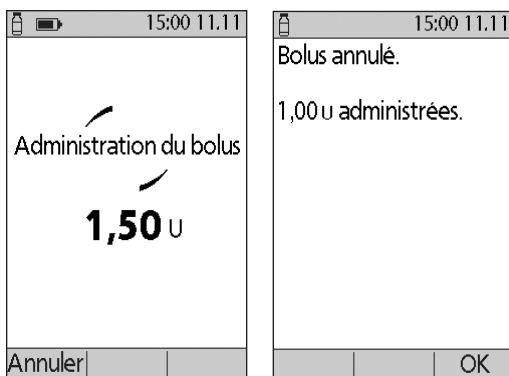 15:00 11.11
Administration du bolus
1,50 U
Annuler
15:00 11.11
Bolus annulé.
1,00 U administrées.
OK